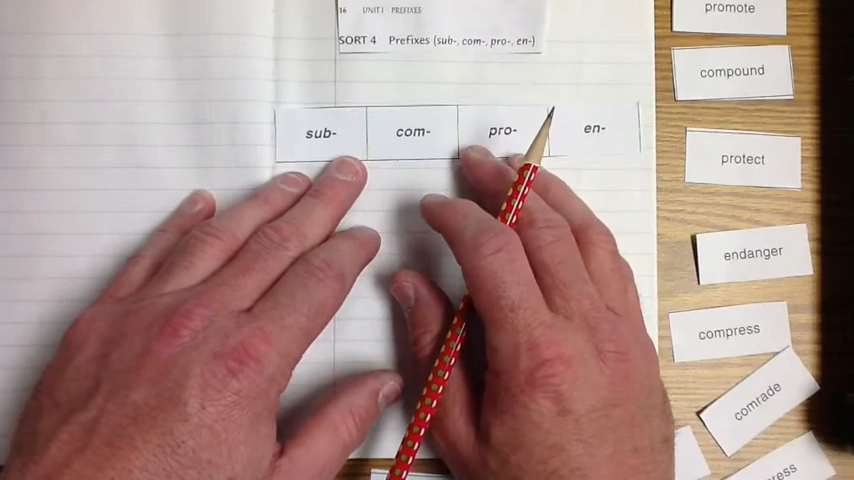 16 UNIT I PREFIXES
SORT 4 Prefixes (sub-, com-, pro-, en-)
sub- com- pro- en-
promote
compound
protect
endanger
compress
comrade